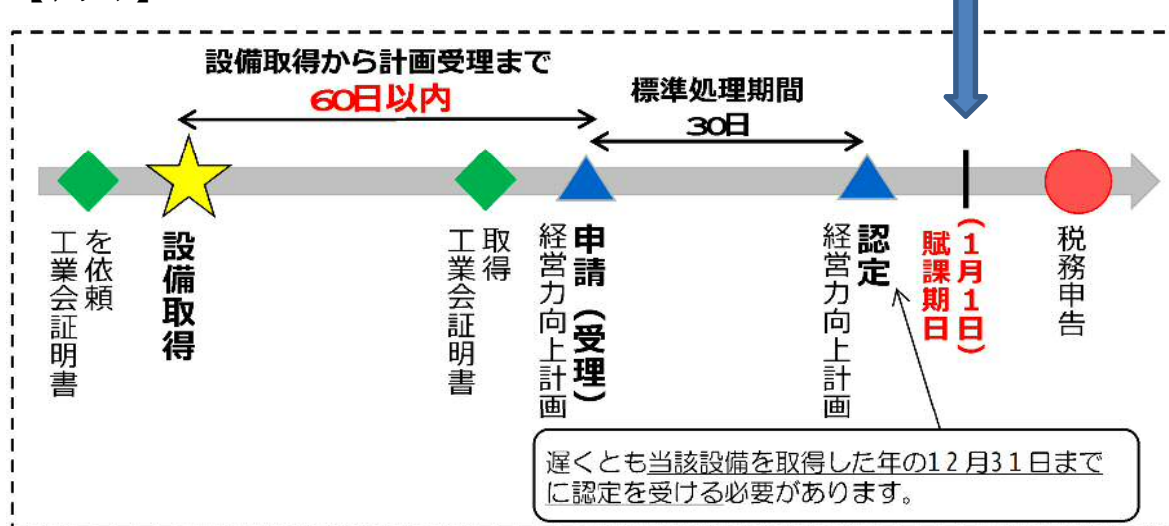 設備取得から計画受理まで
60日以内
標準処理期間
30日
工業会証明書
を依頼
設備取得
工業会証明書
取得
経営力向上計画
申請（受理）
経営力向上計画
認定
賦課期日
（1月1日）
税務申告
遅くとも当該設備を取得した年の12月31日まで
に認定を受ける必要があります。